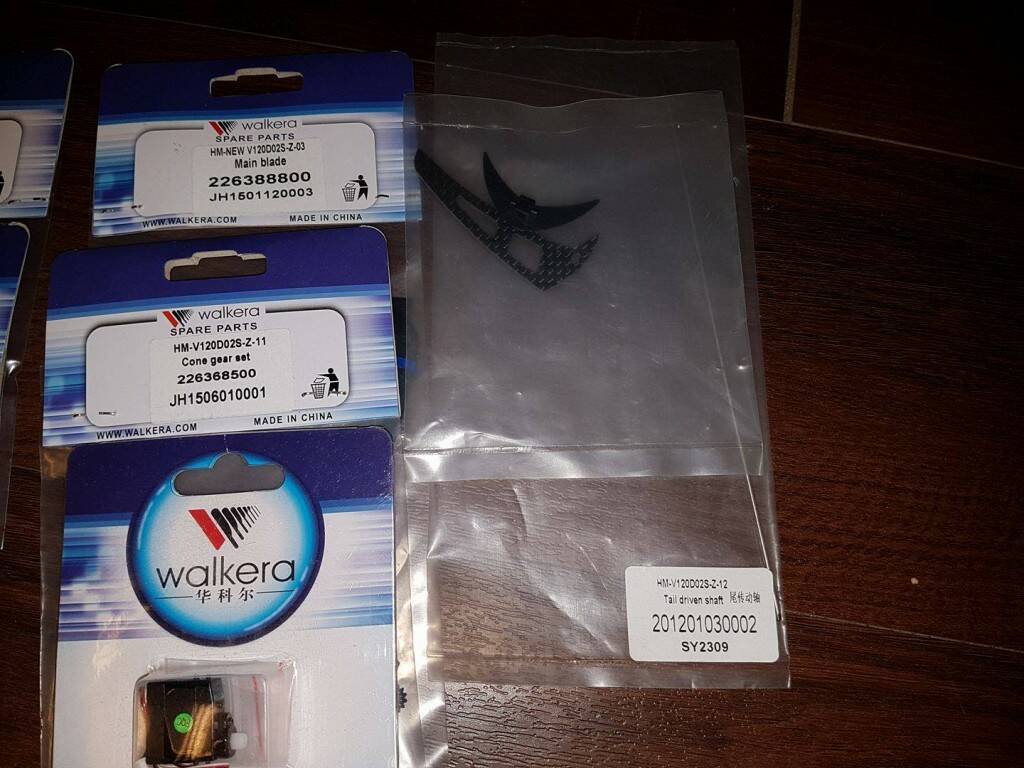 walkera
SPARE PARTS
HM-NEW V120D02S-Z-03
Main blade
226388800
JH1501120003
WWW.WALKERA.COM
MADE IN CHINA
walkera
SPARE PARTS
HM-V120D02S-Z-11
Cone gear set
226368500
JH1506010001
WWW.WALKERA.COM
MADE IN CHINA
walkera
华科尔
HM-V120D02S-Z-12
Tail driven shaft 尾传动轴
201201030002
SY2309